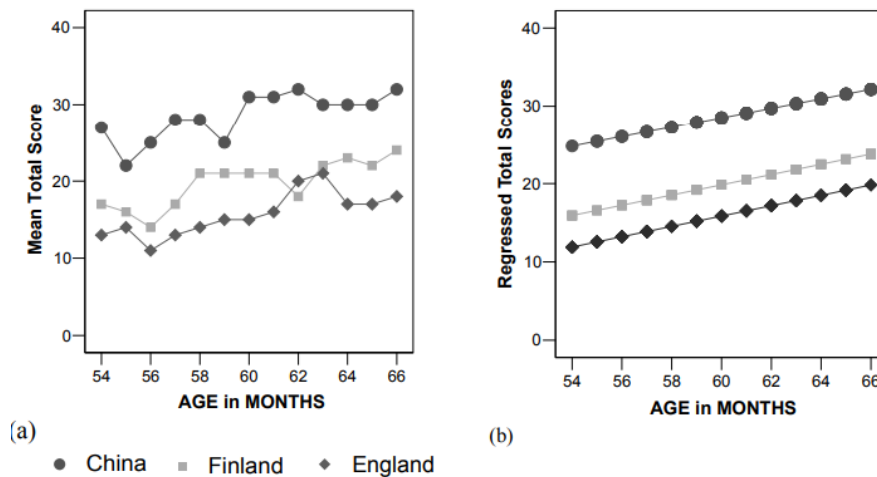 40
30
20
10
0
Mean Total Score
54 56 58 60 62 64 66
AGE in MONTHS
(a)
40
30
20
10
0
Regressed Total Scores
54 56 58 60 62 64 66
AGE in MONTHS
(b)
China Finland England